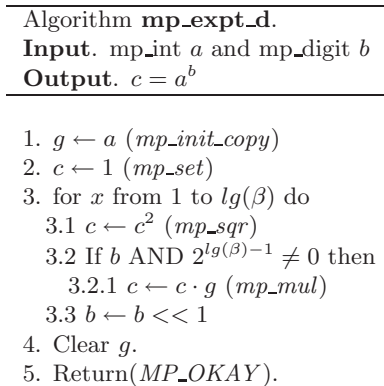 Algorithm mp_expt_d.
Input. mp_int a and mp_digit b
Output. c = a^b
1. g ← a (mp_init_copy)
2. c ← 1 (mp_set)
3. for x from 1 to lg(β) do
3.1 c ← c^2 (mp_sqr)
3.2 If b AND 2^{lg(β)−1} ≠ 0 then
3.2.1 c ← c · g (mp_mul)
3.3 b ← b << 1
4. Clear g.
5. Return(MP_OKAY).